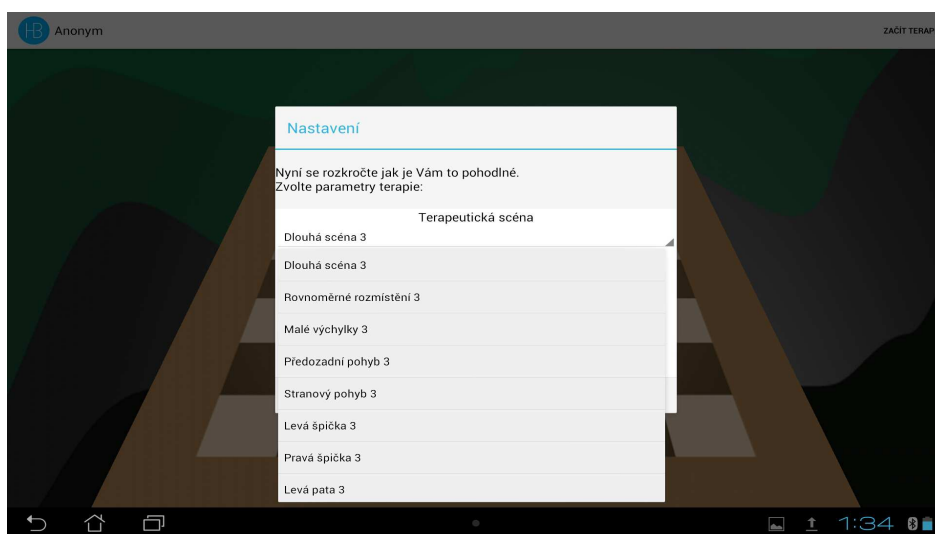 HB Anonym
ZAČÍT TERAP
Nastavení
Nyní se rozkročte jak je Vám to pohodlné.
Zvolte parametry terapie:
Terapeutická scéna
Dlouhá scéna 3
Dlouhá scéna 3
Rovnoměrné rozmístění 3
Malé výchylky 3
Předozadní pohyb 3
Stranový pohyb 3
Levá špička 3
Pravá špička 3
Levá pata 3
1:34